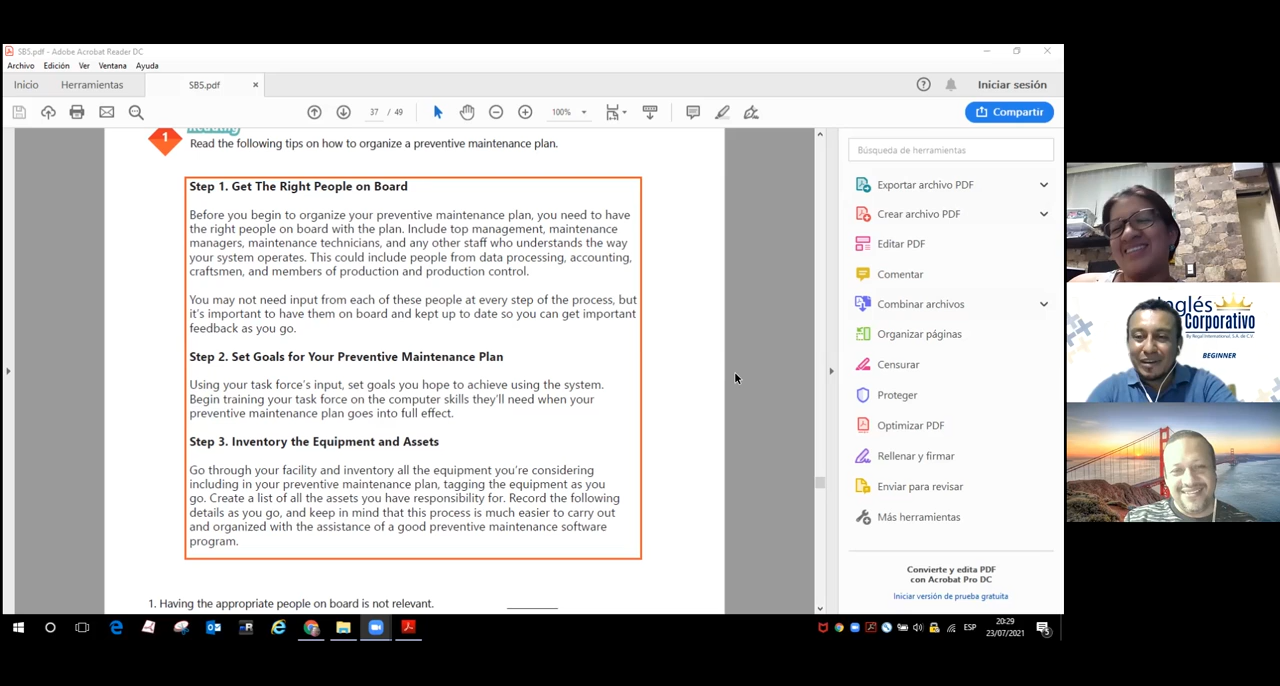 SB5.pdf - Adobe Acrobat Reader DC
Archivo Edición Ver Ventana Ayuda
Inicio Herramientas SB5.pdf × Iniciar sesión
37 / 49 100% Compartir
Reading
1 Read the following tips on how to organize a preventive maintenance plan.
Step 1. Get The Right People on Board
Before you begin to organize your preventive maintenance plan, you need to have
the right people on board with the plan. Include top management, maintenance
managers, maintenance technicians, and any other staff who understands the way
your system operates. This could include people from data processing, accounting,
craftsmen, and members of production and production control.
You may not need input from each of these people at every step of the process, but
it's important to have them on board and kept up to date so you can get important
feedback as you go.
Step 2. Set Goals for Your Preventive Maintenance Plan
Using your task force's input, set goals you hope to achieve using the system.
Begin training your task force on the computer skills they'll need when your
preventive maintenance plan goes into full effect.
Step 3. Inventory the Equipment and Assets
Go through your facility and inventory all the equipment you're considering
including in your preventive maintenance plan, tagging the equipment as you
go. Create a list of all the assets you have responsibility for. Record the following
details as you go, and keep in mind that this process is much easier to carry out
and organized with the assistance of a good preventive maintenance software
program.
1. Having the appropriate people on board is not relevant. ________
Búsqueda de herramientas
Exportar archivo PDF
Crear archivo PDF
Editar PDF
Comentar
Combinar archivos
Organizar páginas
Censurar
Proteger
Optimizar PDF
Rellenar y firmar
Enviar para revisar
Más herramientas
Convierte y edita PDF
con Acrobat Pro DC
Iniciar versión de prueba gratuita
Inglés
Corporativo
By Regal International, S.A. de C.V.
BEGINNER
ESP
20:29
23/07/2021
5